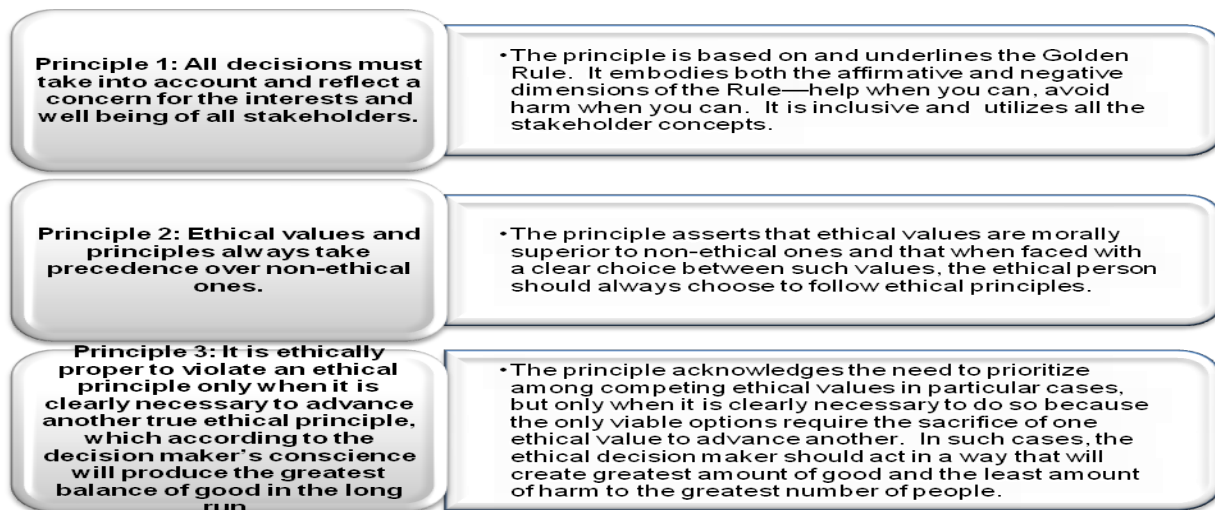 Principle 1: All decisions must
take into account and reflect a
concern for the interests and
well being of all stakeholders.
•The principle is based on and underlines the Golden
Rule. It embodies both the affirmative and negative
dimensions of the Rule—help when you can, avoid
harm when you can. It is inclusive and utilizes all the
stakeholder concepts.
Principle 2: Ethical values and
principles always take
precedence over non-ethical
ones.
•The principle asserts that ethical values are morally
superior to non-ethical ones and that when faced with
a clear choice between such values, the ethical person
should always choose to follow ethical principles.
Principle 3: It is ethically
proper to violate an ethical
principle only when it is
clearly necessary to advance
another true ethical principle,
which according to the
decision maker's conscience
will produce the greatest
balance of good in the long
run
•The principle acknowledges the need to prioritize
among competing ethical values in particular cases,
but only when it is clearly necessary to do so because
the only viable options require the sacrifice of one
ethical value to advance another. In such cases, the
ethical decision maker should act in a way that will
create greatest amount of good and the least amount
of harm to the greatest number of people.